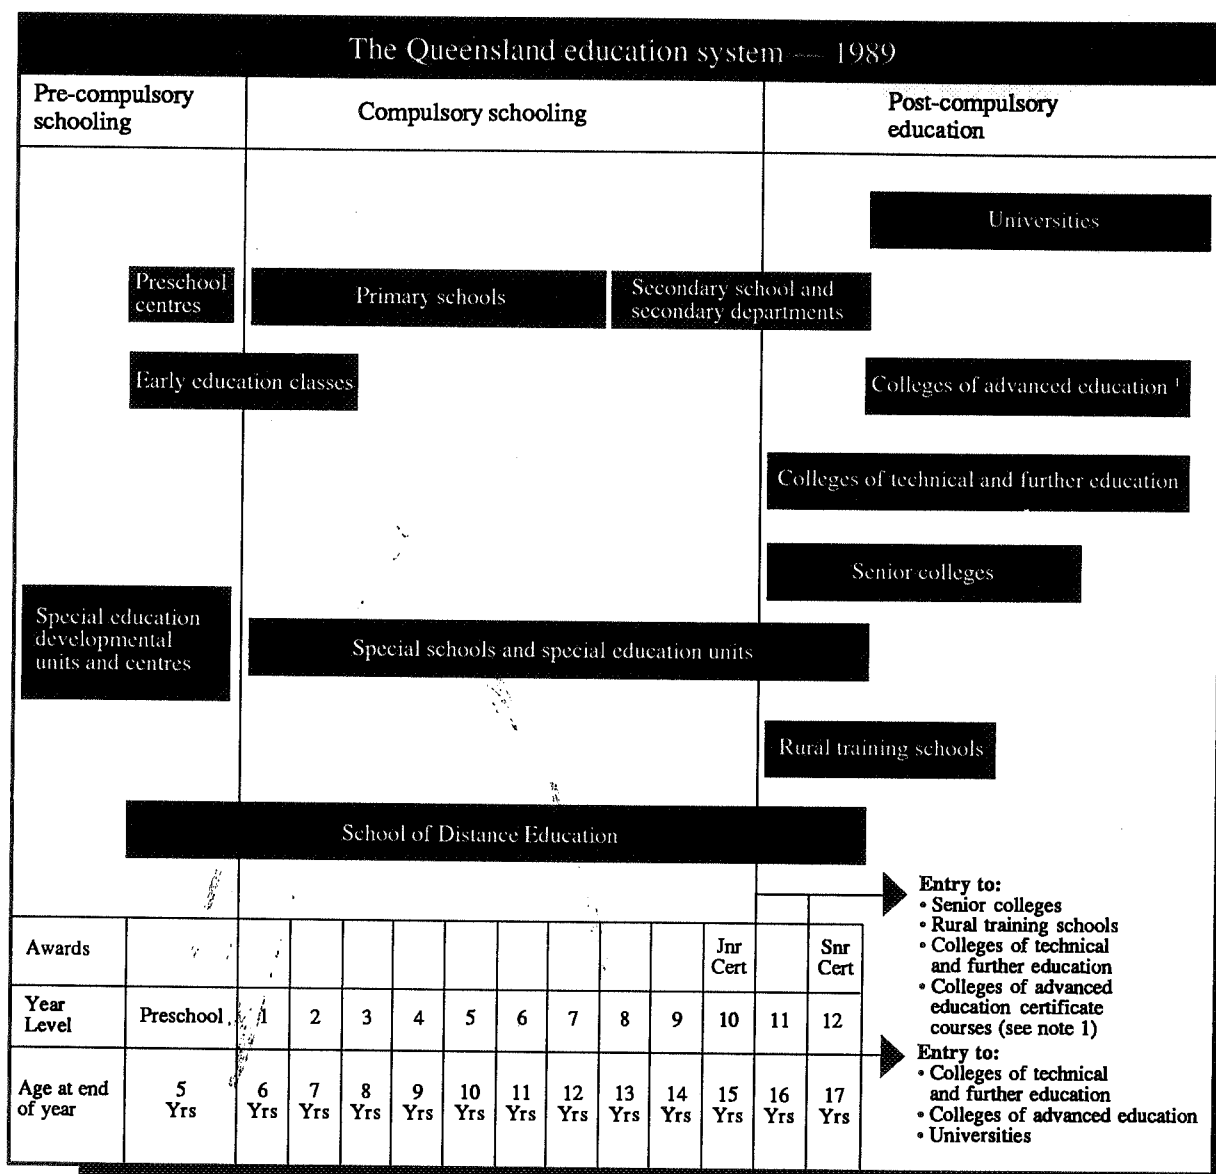 The Queensland education system — 1989
Pre-compulsory
schooling
Compulsory schooling
Post-compulsory
education
Universities
Preschool
centres
Primary schools
Secondary school and
secondary departments
Early education classes
Colleges of advanced education ¹
Colleges of technical and further education
Senior colleges
Special education
developmental
units and centres
Special schools and special education units
Rural training schools
School of Distance Education
Entry to:
• Senior colleges
• Rural training schools
• Colleges of technical
and further education
• Colleges of advanced
education certificate
courses (see note 1)
Awards
Jnr
Cert
Snr
Cert
Year
Level
Preschool 1 2 3 4 5 6 7 8 9 10 11 12
Entry to:
• Colleges of technical
and further education
• Colleges of advanced education
• Universities
Age at end
of year
5 6 7 8 9 10 11 12 13 14 15 16 17
Yrs Yrs Yrs Yrs Yrs Yrs Yrs Yrs Yrs Yrs Yrs Yrs Yrs